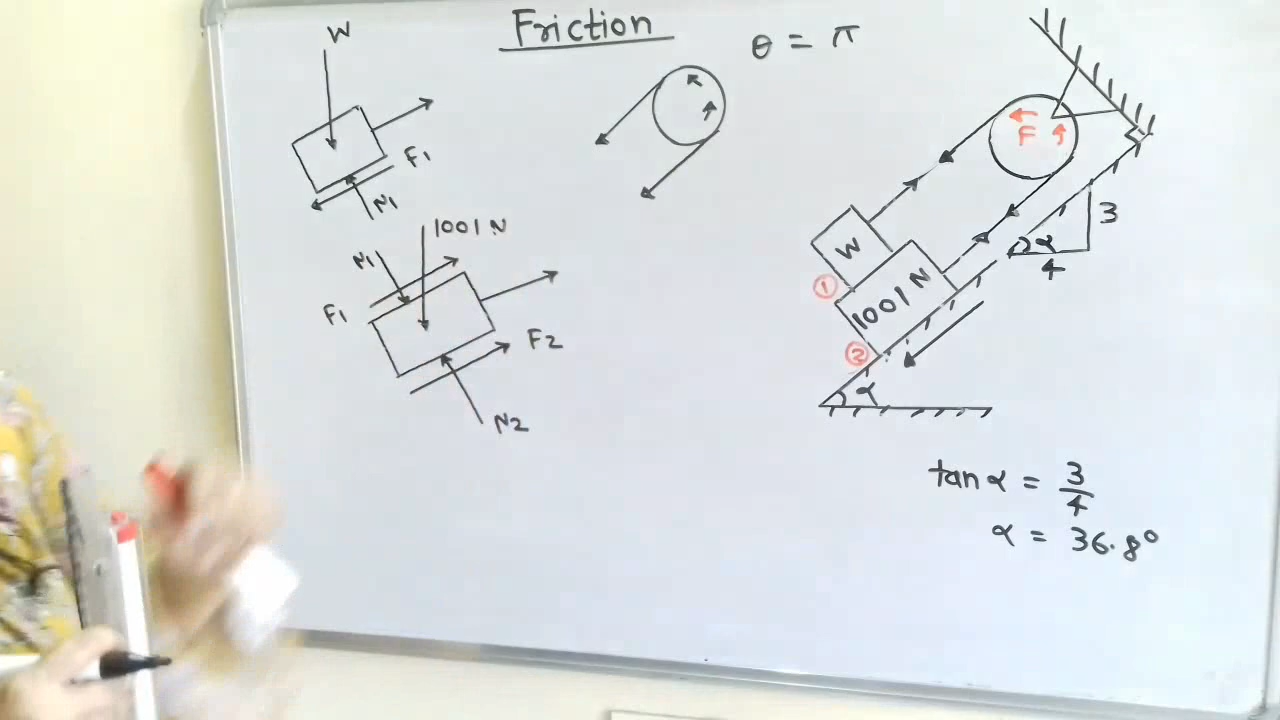 Friction
θ = π
W
F1
N1
1001 N
N1
F1
F2
N2
F
W
1001 N
①
②
α
3
α
4
tan α = 3/4
α = 36.8°